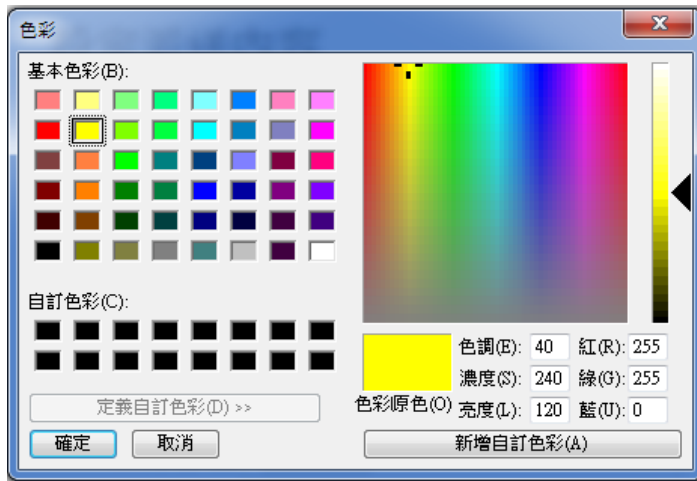 色彩
基本色彩(B):
自訂色彩(C):
定義自訂色彩(D) >>
確定 取消
色彩原色(O)
色調(E): 40 紅(R): 255
濃度(S): 240 綠(G): 255
亮度(L): 120 藍(U): 0
新增自訂色彩(A)